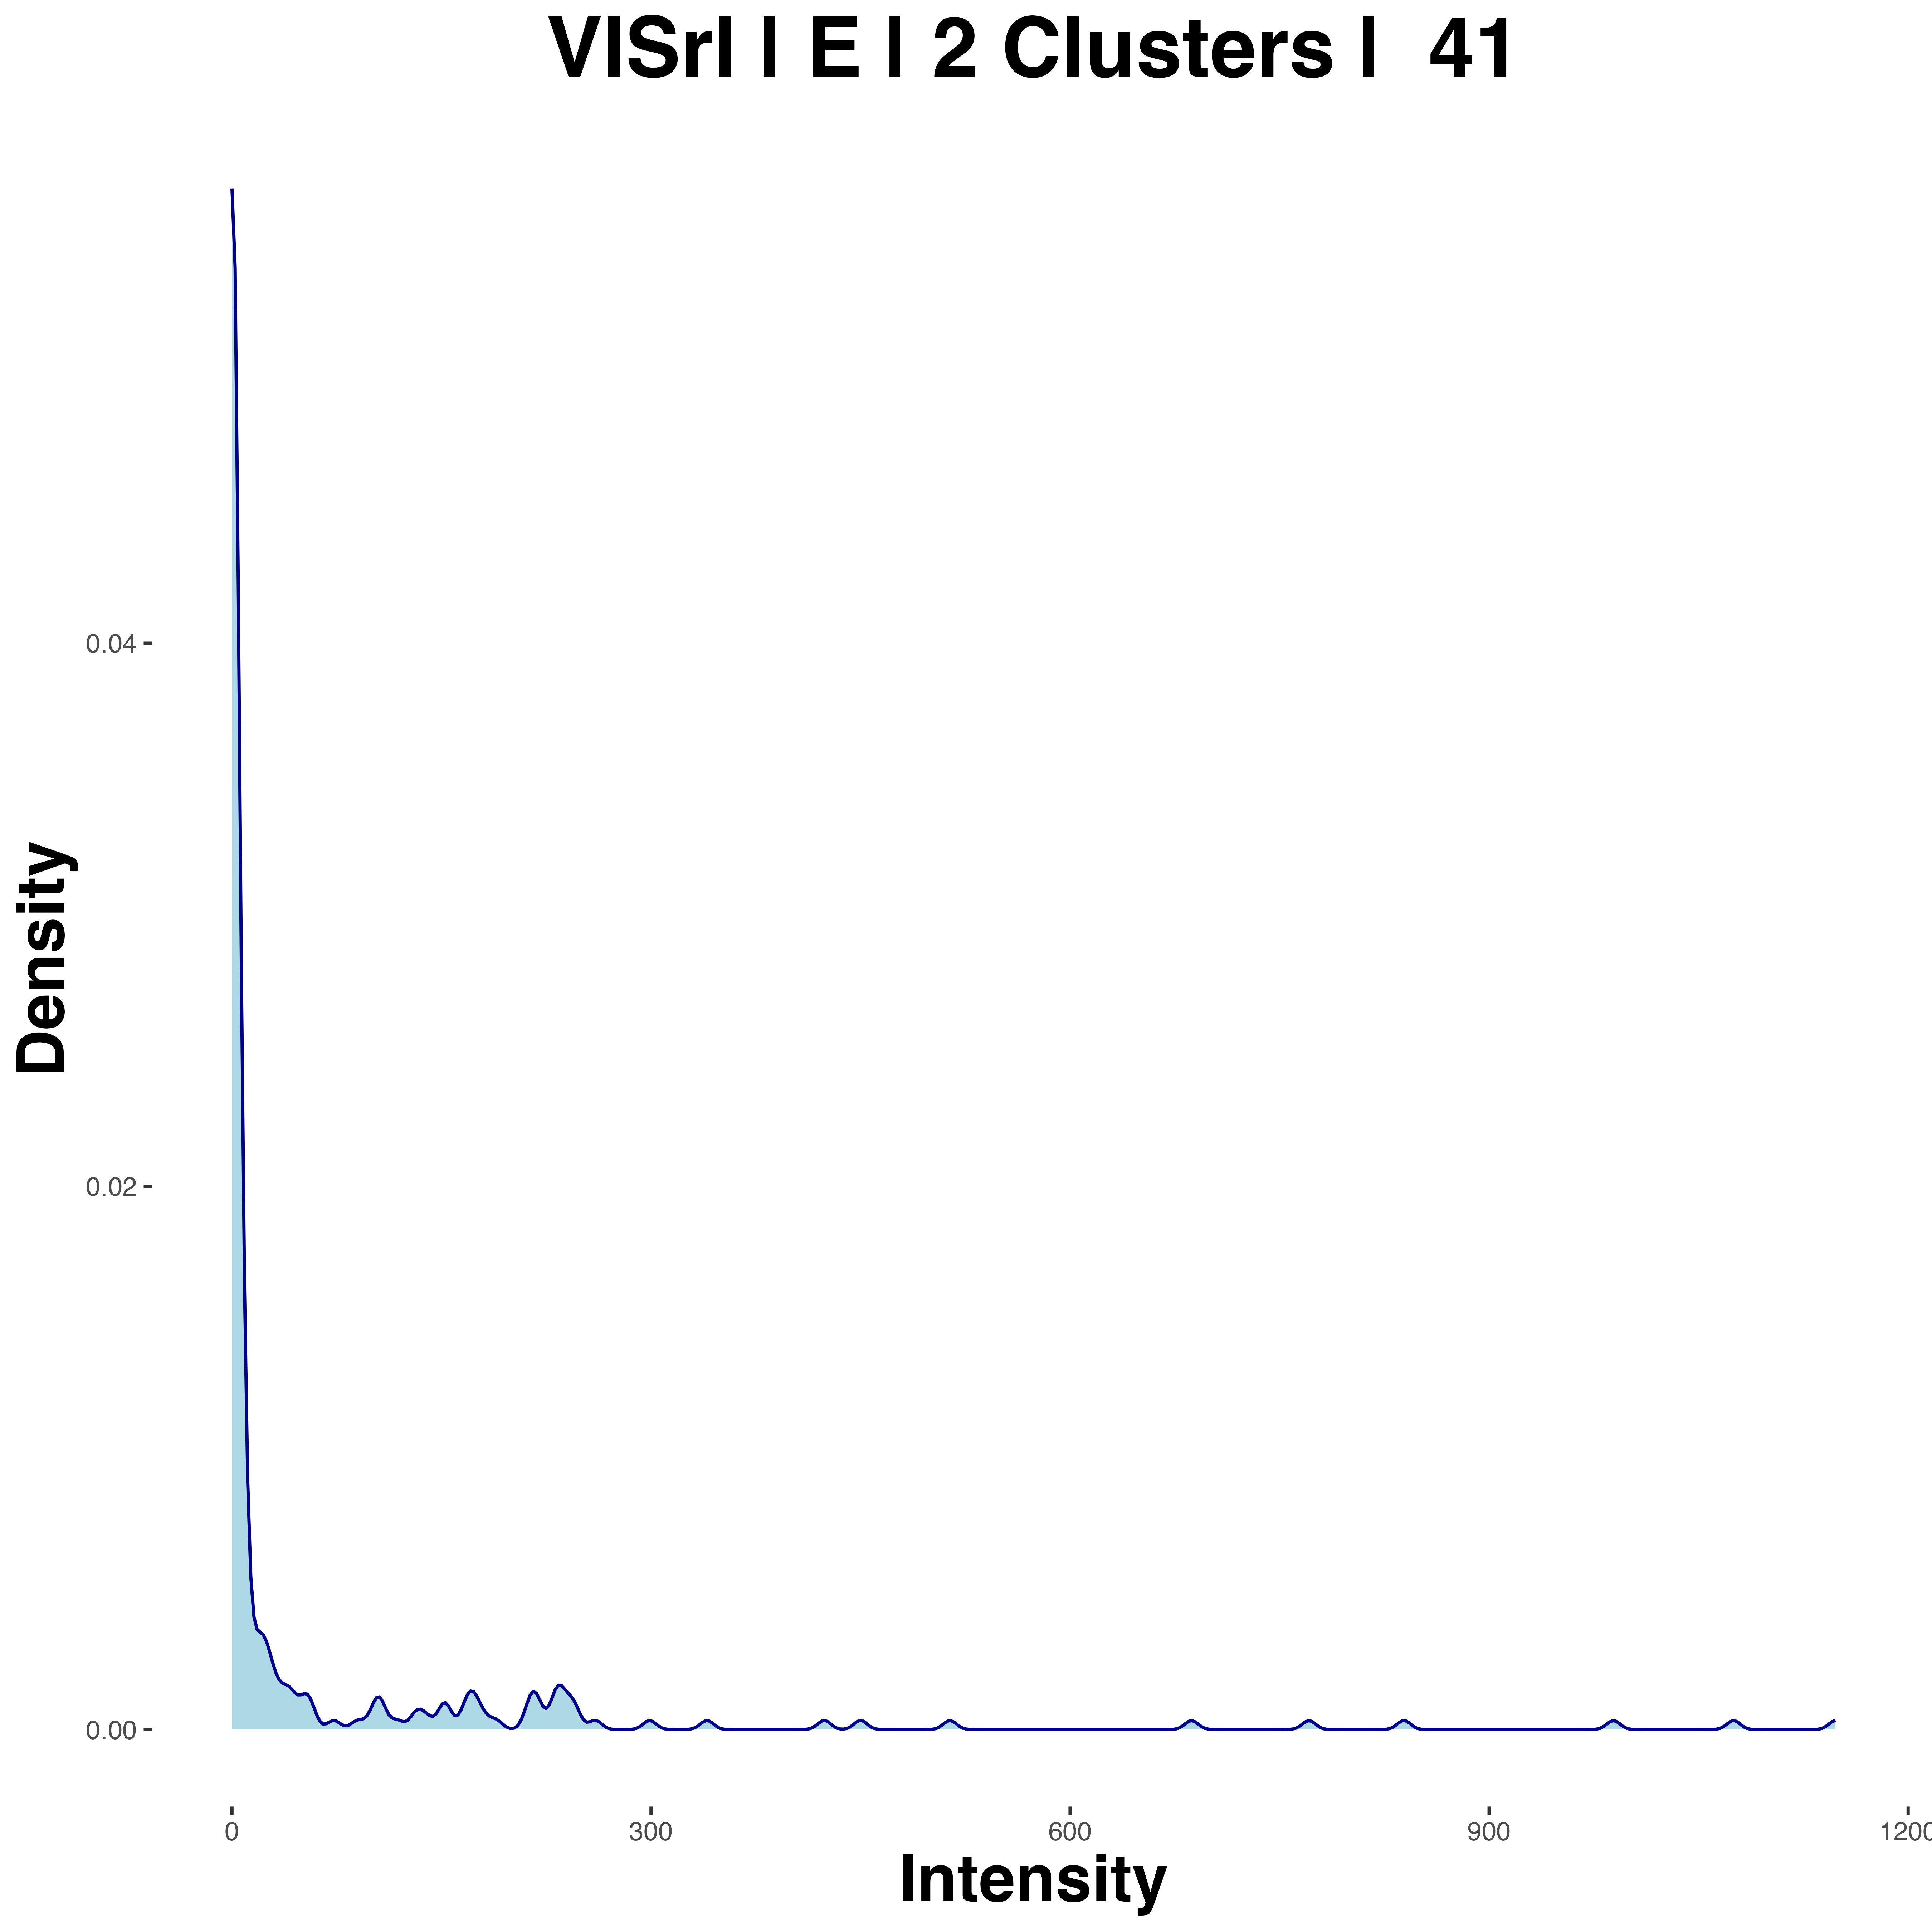 VISrl | E | 2 Clusters | 41
Density
0.04
0.02
0.00
0 300 600 900 1200
Intensity